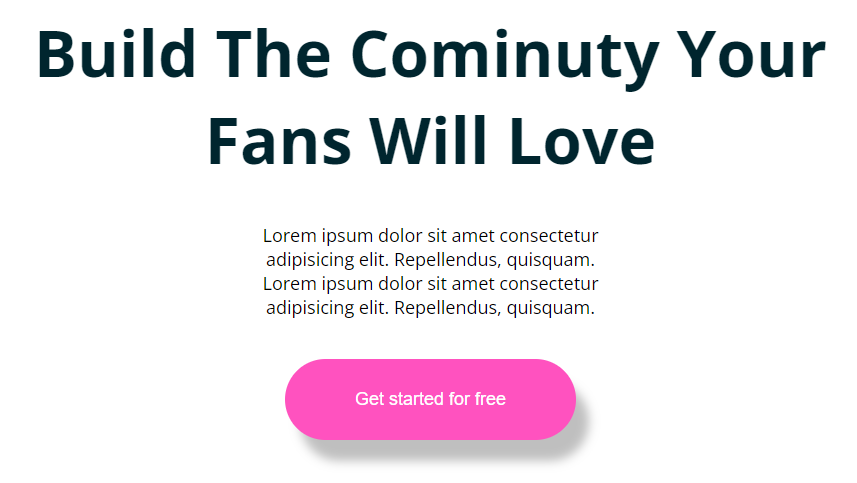 Build The Cominuty Your
Fans Will Love
Lorem ipsum dolor sit amet consectetur
adipisicing elit. Repellendus, quisquam.
Lorem ipsum dolor sit amet consectetur
adipisicing elit. Repellendus, quisquam.
Get started for free